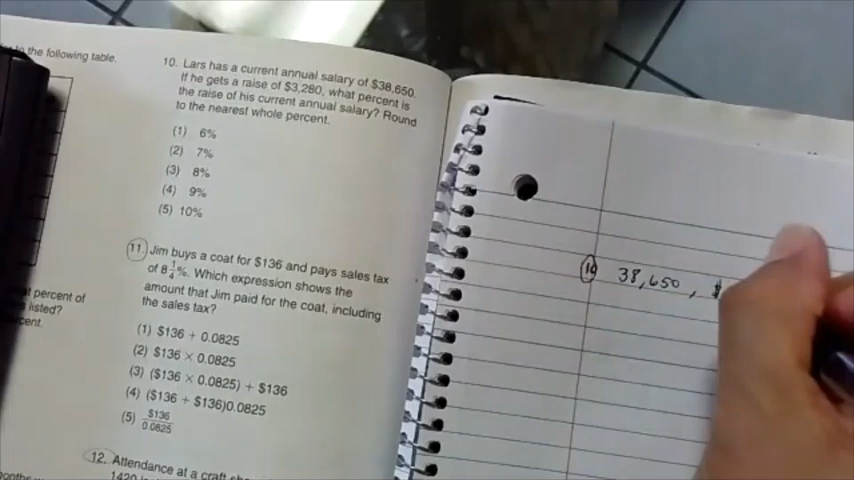 to the following table.
percent of
listed?
cent.
10. Lars has a current annual salary of $38,650.
If he gets a raise of $3,280, what percent is
the raise of his current annual salary? Round
to the nearest whole percent.
(1) 6%
(2) 7%
(3) 8%
(4) 9%
(5) 10%
11. Jim buys a coat for $136 and pays sales tax
of 8 1/4%. Which expression shows the
amount that Jim paid for the coat, including
the sales tax?
(1) $136 + 0.0825
(2) $136 × 0.0825
(3) ($136 × 0.0825) + $136
(4) ($136 + $136)0.0825
(5) $136
0.0825
12. Attendance at a craft
1420
10 38,650, $